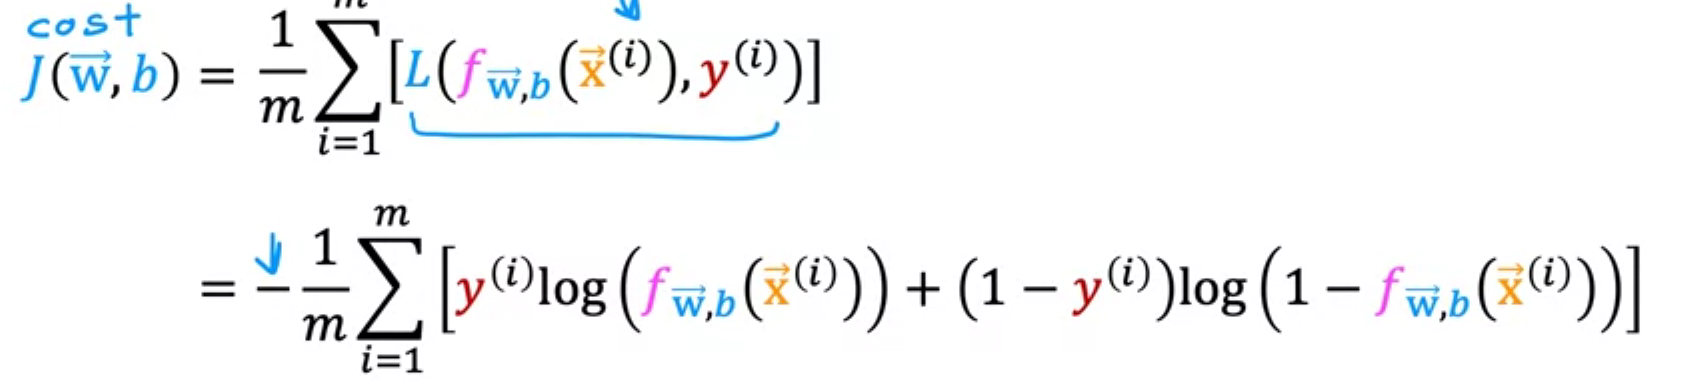 cost
J(w⃗, b) = 1/m ∑_{i=1}^{m} [L(f_{w⃗,b}(x⃗^{(i)}), y^{(i)})]
= −1/m ∑_{i=1}^{m} [y^{(i)}log(f_{w⃗,b}(x⃗^{(i)})) + (1 − y^{(i)})log(1 − f_{w⃗,b}(x⃗^{(i)}))]